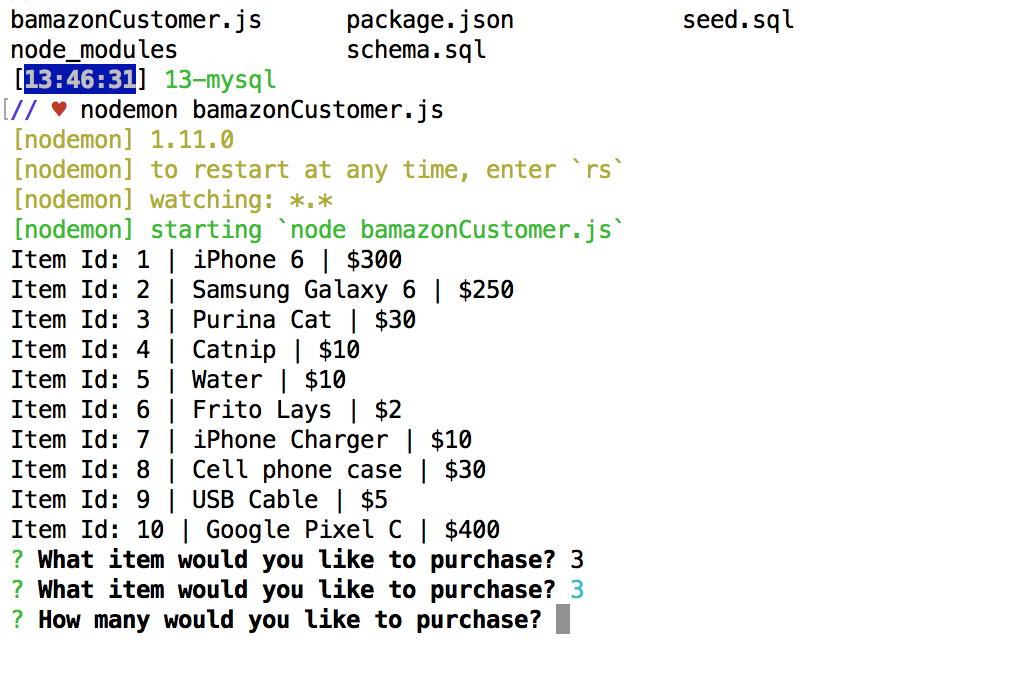 bamazonCustomer.js package.json seed.sql
node_modules schema.sql
[13:46:31] 13-mysql
[// ♥ nodemon bamazonCustomer.js
[nodemon] 1.11.0
[nodemon] to restart at any time, enter `rs`
[nodemon] watching: *.*
[nodemon] starting `node bamazonCustomer.js`
Item Id: 1 | iPhone 6 | $300
Item Id: 2 | Samsung Galaxy 6 | $250
Item Id: 3 | Purina Cat | $30
Item Id: 4 | Catnip | $10
Item Id: 5 | Water | $10
Item Id: 6 | Frito Lays | $2
Item Id: 7 | iPhone Charger | $10
Item Id: 8 | Cell phone case | $30
Item Id: 9 | USB Cable | $5
Item Id: 10 | Google Pixel C | $400
? What item would you like to purchase? 3
? What item would you like to purchase? 3
? How many would you like to purchase?